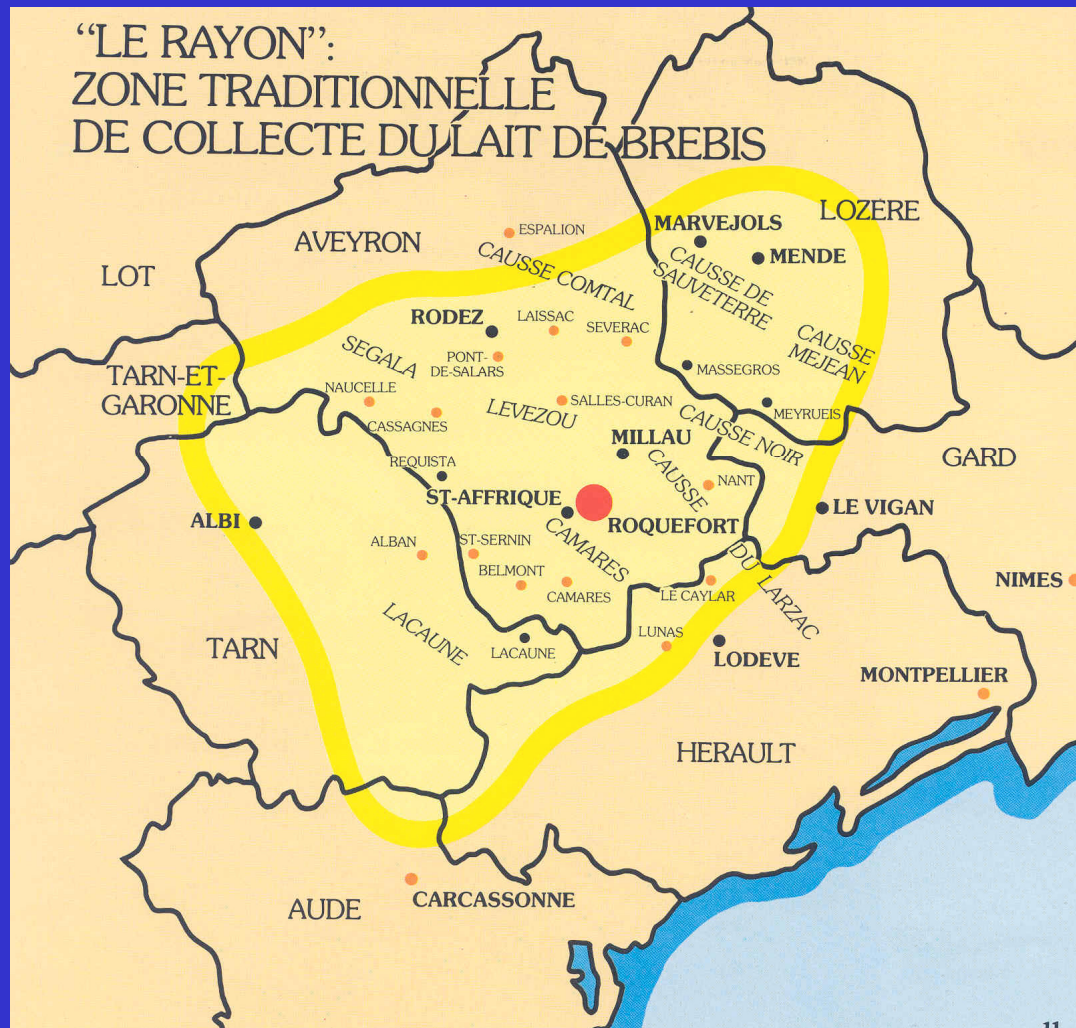 “LE RAYON”:
ZONE TRADITIONNELLE
DE COLLECTE DU LAIT DE BREBIS
LOZÈRE
MARVEJOLS
ESPALION
AVEYRON
MENDE
CAUSSE COMTAL
CAUSSE DE
SAUVETERRE
LOT
RODEZ
LAISSAC
SEVERAC
CAUSSE
MEJEAN
SEGALA
PONT-
DE-SALARS
MASSEGROS
TARN-ET-
GARONNE
NAUCELLE
SALLES-CURAN
MEYRUEIS
LEVEZOU
CASSAGNES
CAUSSE NOIR
MILLAU
GARD
REQUISTA
CAUSSE
NANT
ST-AFFRIQUE
LE VIGAN
ALBI
ROQUEFORT
ALBAN
ST-SERNIN
CAMARES
DU LARZAC
BELMONT
NIMES
CAMARES
LE CAYLAR
LACAUNE
LUNAS
TARN
LACAUNE
LODEVE
MONTPELLIER
HERAULT
CARCASSONNE
AUDE
11